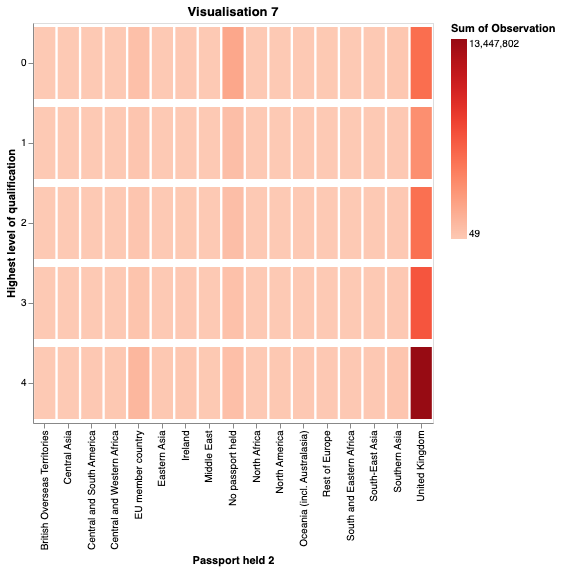 Visualisation 7
Sum of Observation
13,447,802
49
Highest level of qualification
0
1
2
3
4
British Overseas Territories
Central Asia
Central and South America
Central and Western Africa
EU member country
Eastern Asia
Ireland
Middle East
No passport held
North Africa
North America
Oceania (incl. Australasia)
Rest of Europe
South and Eastern Africa
South-East Asia
Southern Asia
United Kingdom
Passport held 2